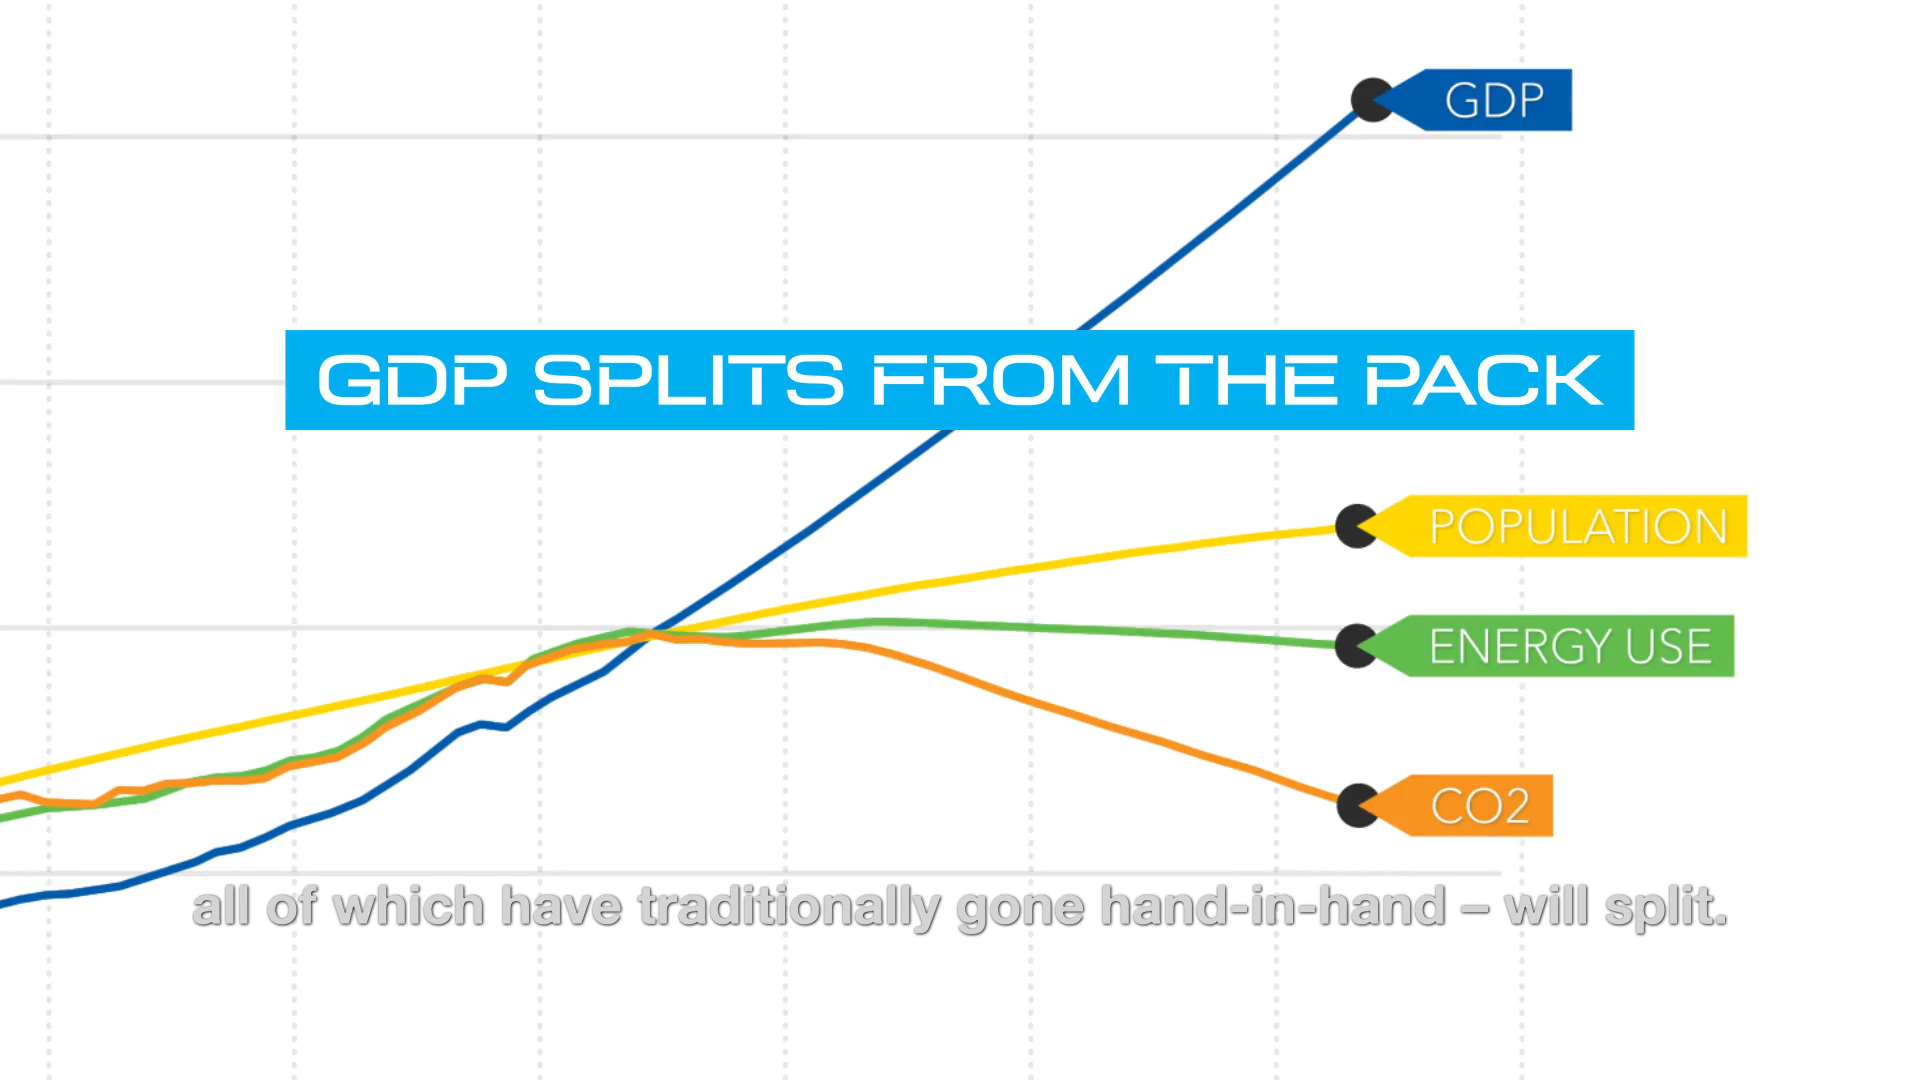 GDP
GDP SPLITS FROM THE PACK
POPULATION
ENERGY USE
CO2
all of which have traditionally gone hand-in-hand – will split.